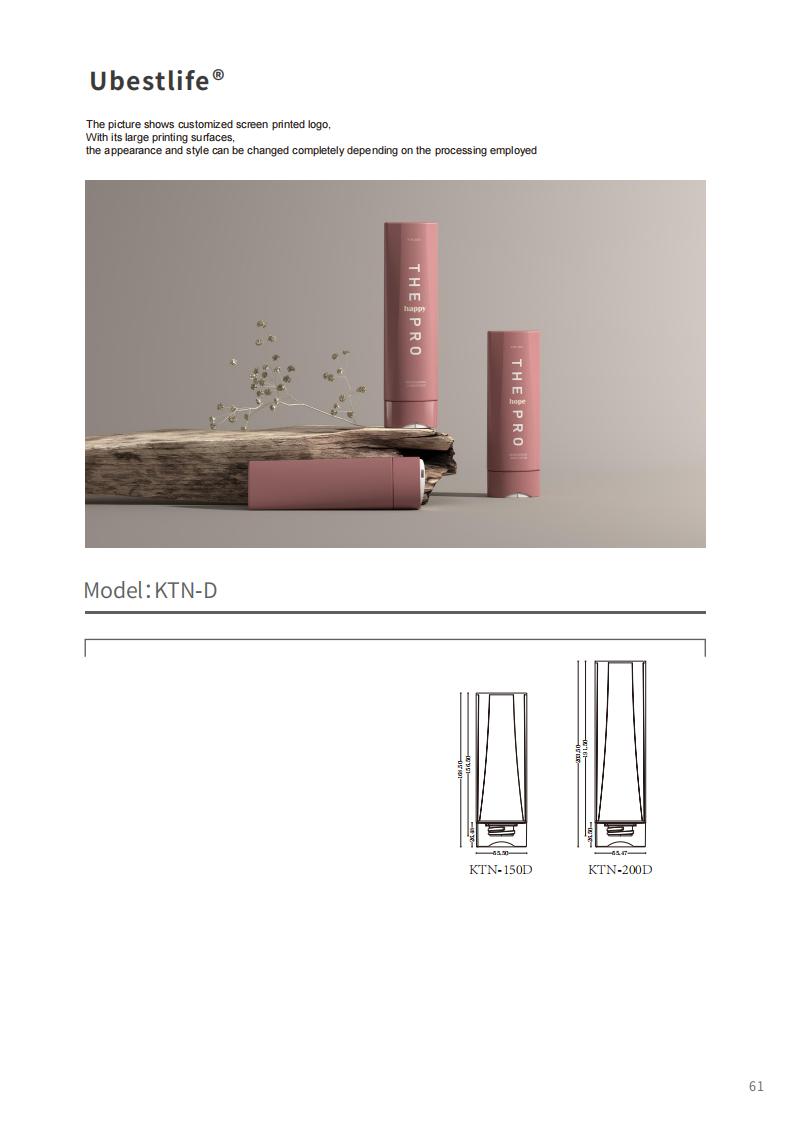 Ubestlife®
The picture shows customized screen printed logo,
With its large printing surfaces,
the appearance and style can be changed completely depending on the processing employed
THE
happy
PRO
THE
hope
PRO
Model:KTN-D
KTN-150D
KTN-200D
61